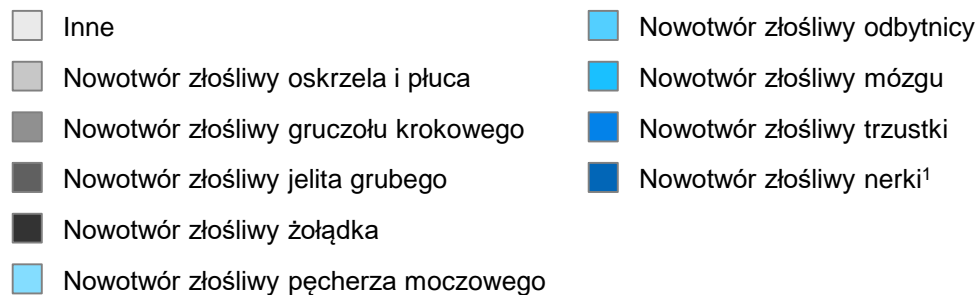 Inne
Nowotwór złośliwy oskrzela i płuca
Nowotwór złośliwy gruczołu krokowego
Nowotwór złośliwy jelita grubego
Nowotwór złośliwy żołądka
Nowotwór złośliwy pęcherza moczowego
Nowotwór złośliwy odbytnicy
Nowotwór złośliwy mózgu
Nowotwór złośliwy trzustki
Nowotwór złośliwy nerki¹